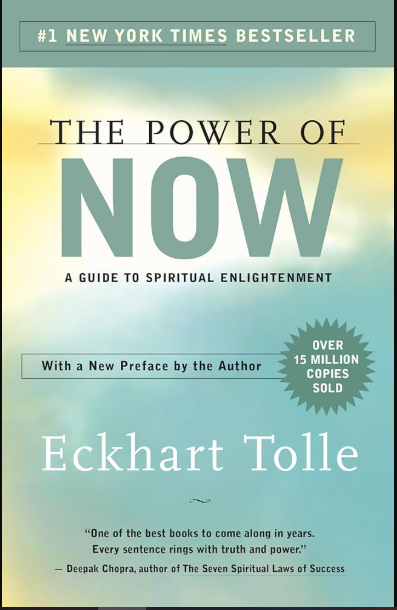 #1 NEW YORK TIMES BESTSELLER
THE POWER OF
NOW
A GUIDE TO SPIRITUAL ENLIGHTENMENT
With a New Preface by the Author
OVER
15 MILLION
COPIES
SOLD
Eckhart Tolle
“One of the best books to come along in years.
Every sentence rings with truth and power.”
— Deepak Chopra, author of The Seven Spiritual Laws of Success